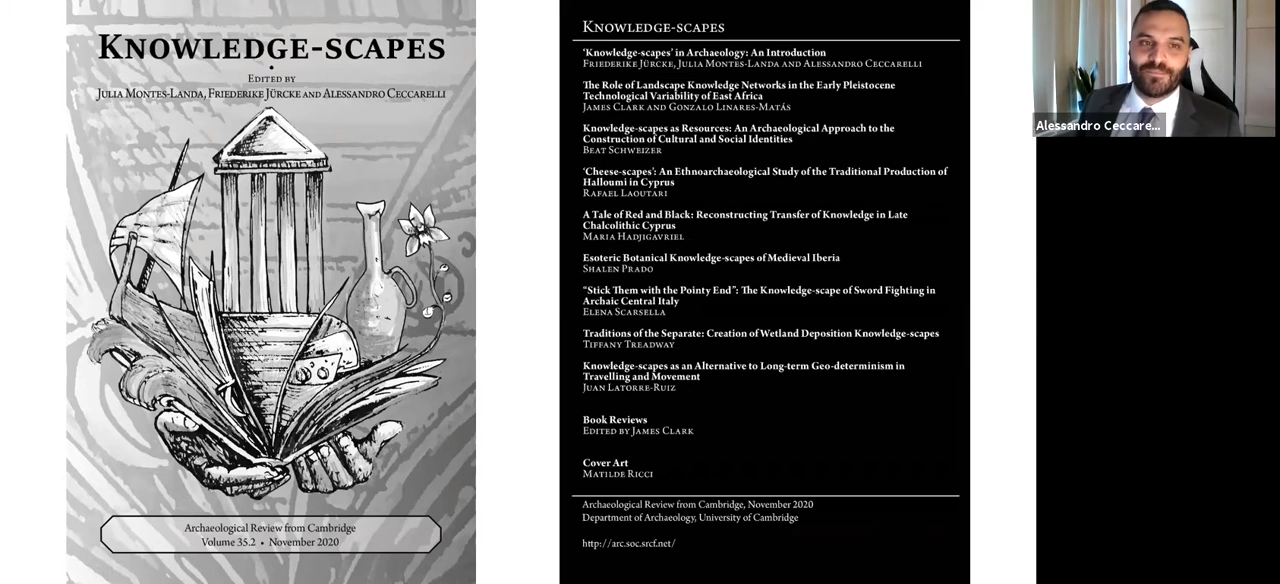 KNOWLEDGE-SCAPES
EDITED BY
JULIA MONTES-LANDA, FRIEDERIKE JÜRCKE AND ALESSANDRO CECCARELLI
Archaeological Review from Cambridge
Volume 35.2 • November 2020
KNOWLEDGE-SCAPES
‘Knowledge-scapes’ in Archaeology: An Introduction
FRIEDERIKE JÜRCKE, JULIA MONTES-LANDA AND ALESSANDRO CECCARELLI
The Role of Landscape Knowledge Networks in the Early Pleistocene
Technological Variability of East Africa
JAMES CLARK AND GONZALO LINARES-MATÁS
Knowledge-scapes as Resources: An Archaeological Approach to the
Construction of Cultural and Social Identities
BEAT SCHWEIZER
‘Cheese-scapes’: An Ethnoarchaeological Study of the Traditional Production of
Halloumi in Cyprus
RAFAEL LAOUTARI
A Tale of Red and Black: Reconstructing Transfer of Knowledge in Late
Chalcolithic Cyprus
MARIA HADJIGAVRIEL
Esoteric Botanical Knowledge-scapes of Medieval Iberia
SHALEN PRADO
“Stick Them with the Pointy End”: The Knowledge-scape of Sword Fighting in
Archaic Central Italy
ELENA SCARSELLA
Traditions of the Separate: Creation of Wetland Deposition Knowledge-scapes
TIFFANY TREADWAY
Knowledge-scapes as an Alternative to Long-term Geo-determinism in
Travelling and Movement
JUAN LATORRE-RUIZ
Book Reviews
EDITED BY JAMES CLARK
Cover Art
MATILDE RICCI
Archaeological Review from Cambridge, November 2020
Department of Archaeology, University of Cambridge
http://arc.soc.srcf.net/
Alessandro Ceccare...